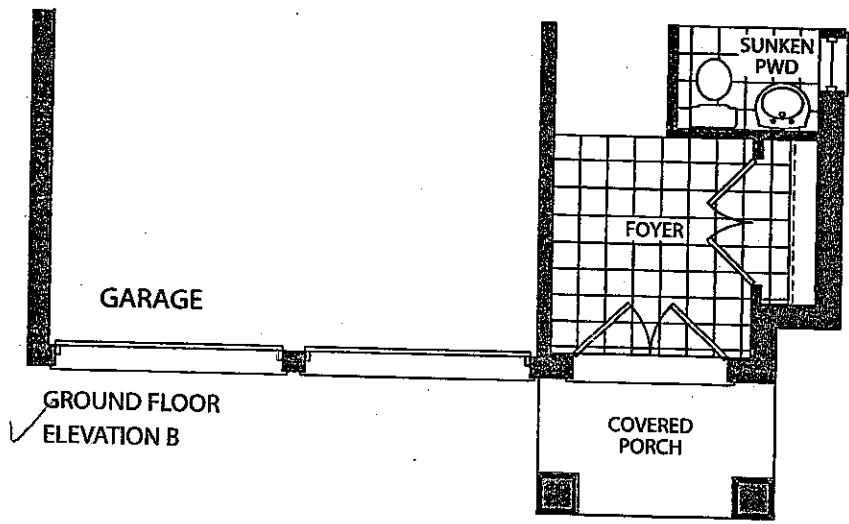 SUNKEN
PWD
FOYER
GARAGE
GROUND FLOOR
ELEVATION B
COVERED
PORCH